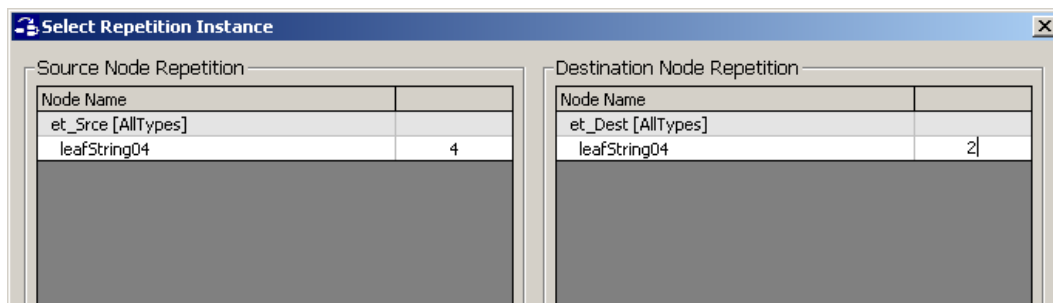 Select Repetition Instance
Source Node Repetition
Node Name
et_Srce [AllTypes]
leafString04 4
Destination Node Repetition
Node Name
et_Dest [AllTypes]
leafString04 2